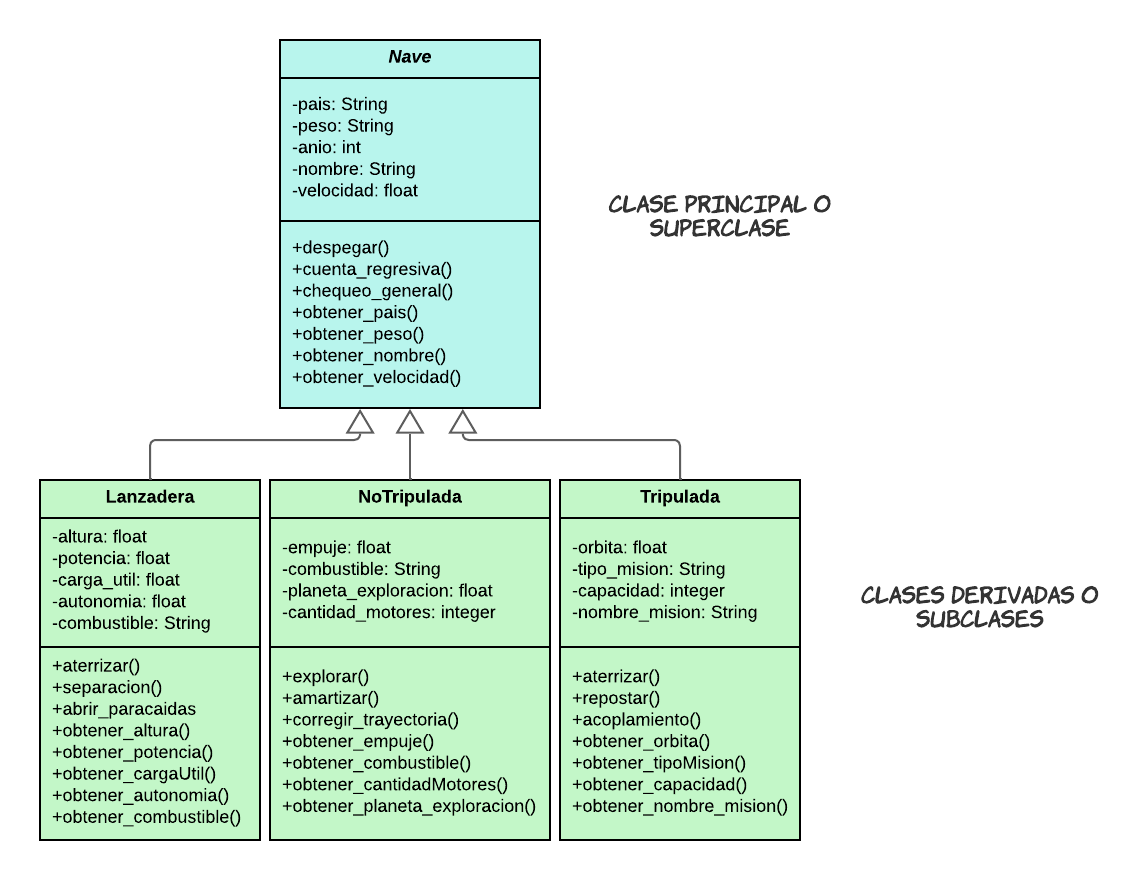 Nave
-pais: String
-peso: String
-anio: int
-nombre: String
-velocidad: float
+despegar()
+cuenta_regresiva()
+chequeo_general()
+obtener_pais()
+obtener_peso()
+obtener_nombre()
+obtener_velocidad()
CLASE PRINCIPAL O
SUPERCLASE
Lanzadera
-altura: float
-potencia: float
-carga_util: float
-autonomia: float
-combustible: String
+aterrizar()
+separacion()
+abrir_paracaidas
+obtener_altura()
+obtener_potencia()
+obtener_cargaUtil()
+obtener_autonomia()
+obtener_combustible()
NoTripulada
-empuje: float
-combustible: String
-planeta_exploracion: float
-cantidad_motores: integer
+explorar()
+amartizar()
+corregir_trayectoria()
+obtener_empuje()
+obtener_combustible()
+obtener_cantidadMotores()
+obtener_planeta_exploracion()
Tripulada
-orbita: float
-tipo_mision: String
-capacidad: integer
-nombre_mision: String
+aterrizar()
+repostar()
+acoplamiento()
+obtener_orbita()
+obtener_tipoMision()
+obtener_capacidad()
+obtener_nombre_mision()
CLASES DERIVADAS O
SUBCLASES